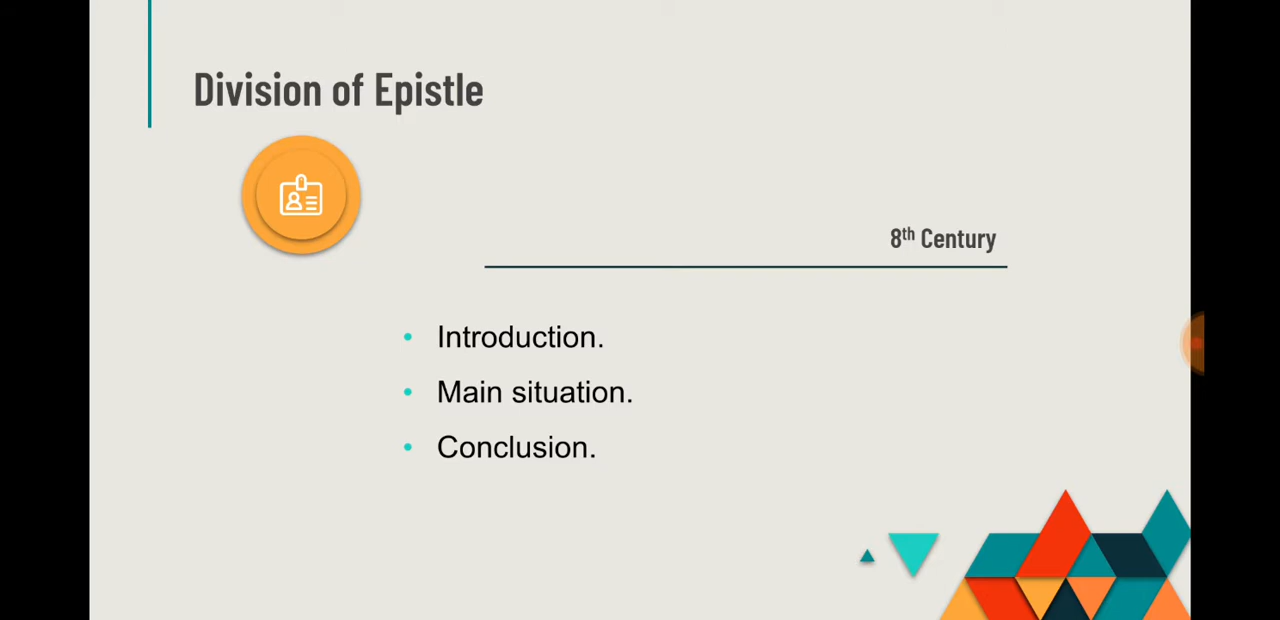 Division of Epistle
8th Century
Introduction.
Main situation.
Conclusion.